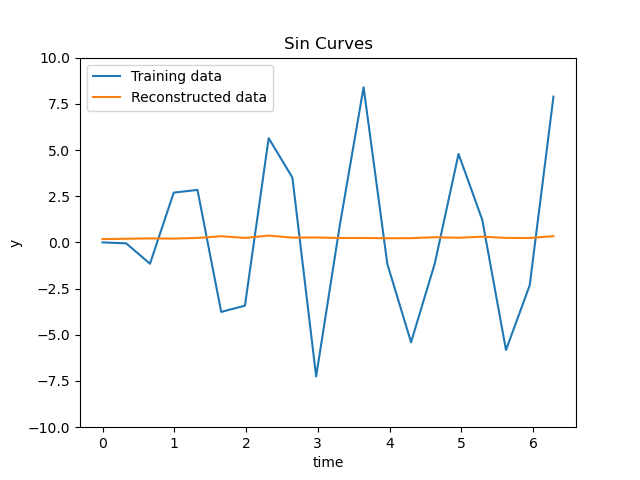 Sin Curves
Training data
Reconstructed data
10.0
7.5
5.0
2.5
0.0
−2.5
−5.0
−7.5
−10.0
y
0 1 2 3 4 5 6
time